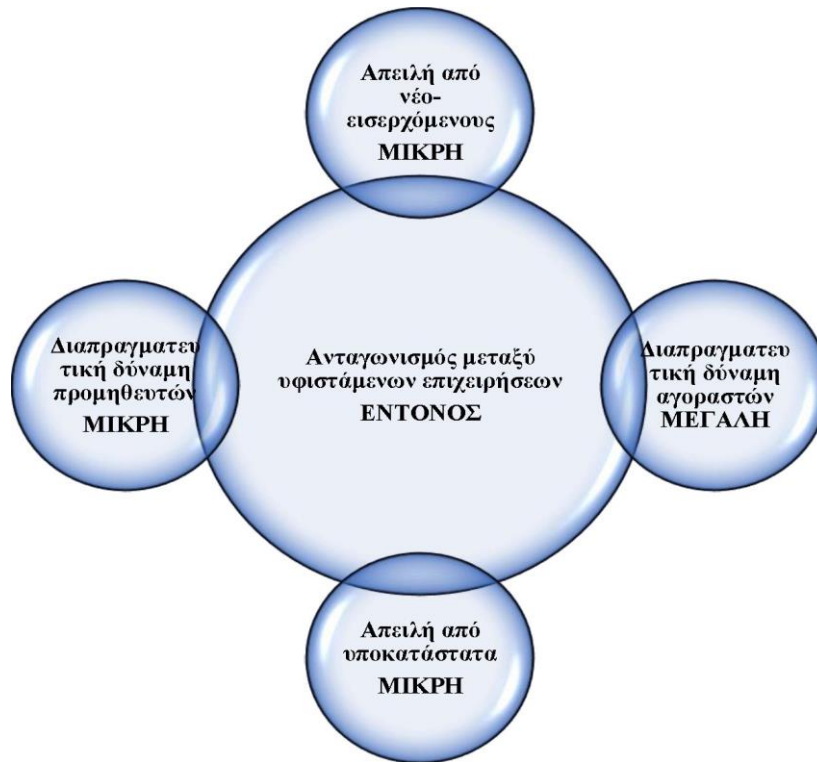 Απειλή από
νέο-
εισερχόμενους
ΜΙΚΡΗ
Διαπραγματευ
τική δύναμη
προμηθευτών
ΜΙΚΡΗ
Ανταγωνισμός μεταξύ
υφιστάμενων επιχειρήσεων
ΕΝΤΟΝΟΣ
Διαπραγματευ
τική δύναμη
αγοραστών
ΜΕΓΑΛΗ
Απειλή από
υποκατάστατα
ΜΙΚΡΗ